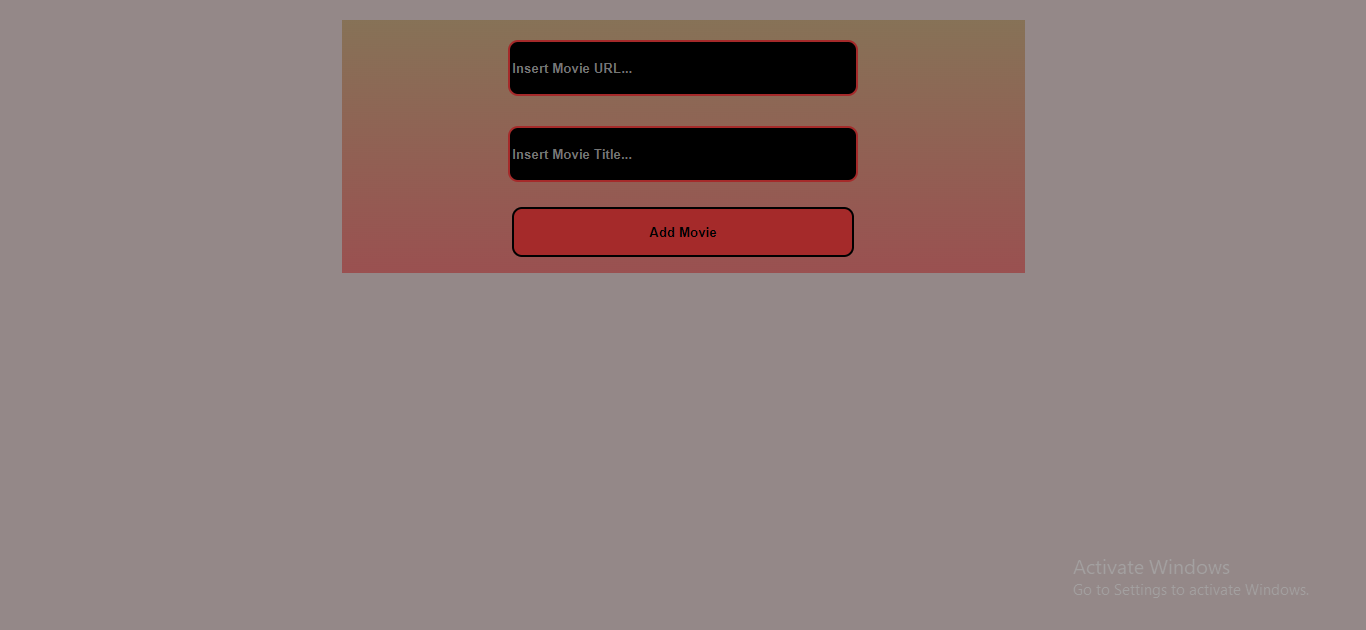 Insert Movie URL...
Insert Movie Title...
Add Movie
Activate Windows
Go to Settings to activate Windows.